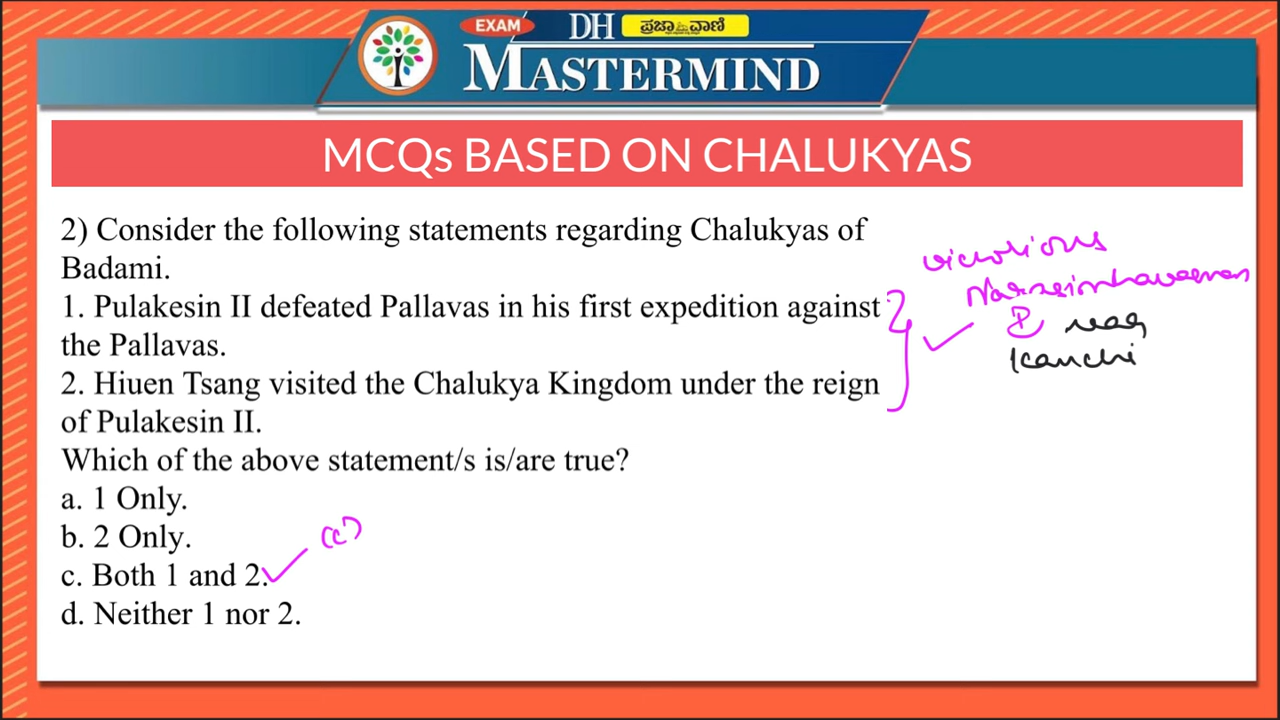 EXAM
DH ಪ್ರಜಾವಾಣಿ
MASTERMIND
MCQs BASED ON CHALUKYAS
2) Consider the following statements regarding Chalukyas of
Badami.
1. Pulakesin II defeated Pallavas in his first expedition against
the Pallavas.
2. Hiuen Tsang visited the Chalukya Kingdom under the reign
of Pulakesin II.
Which of the above statement/s is/are true?
a. 1 Only.
b. 2 Only.
c. Both 1 and 2.
d. Neither 1 nor 2.
(c)
victorious
Narasimhavarman
I near
Kanchi